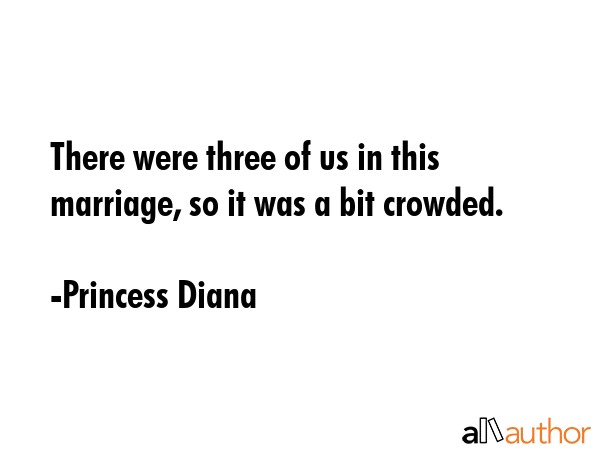 There were three of us in this
marriage, so it was a bit crowded.
-Princess Diana
allauthor